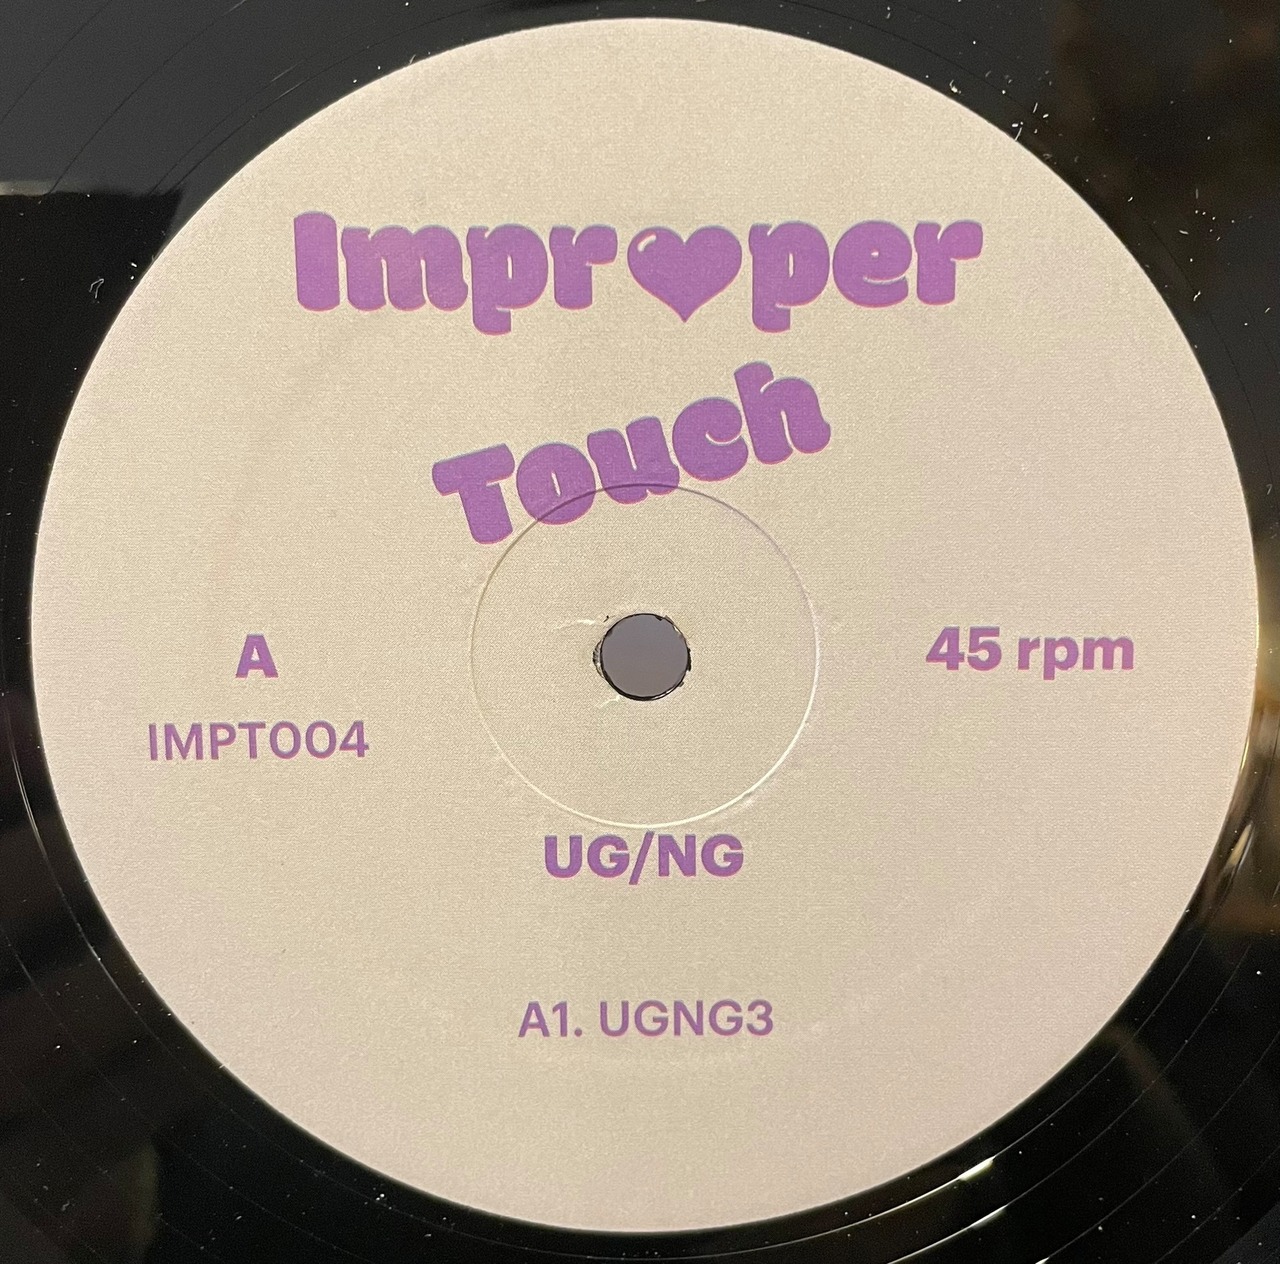 Impr♥per
Touch
A
45 rpm
IMPT004
UG/NG
A1. UGNG3